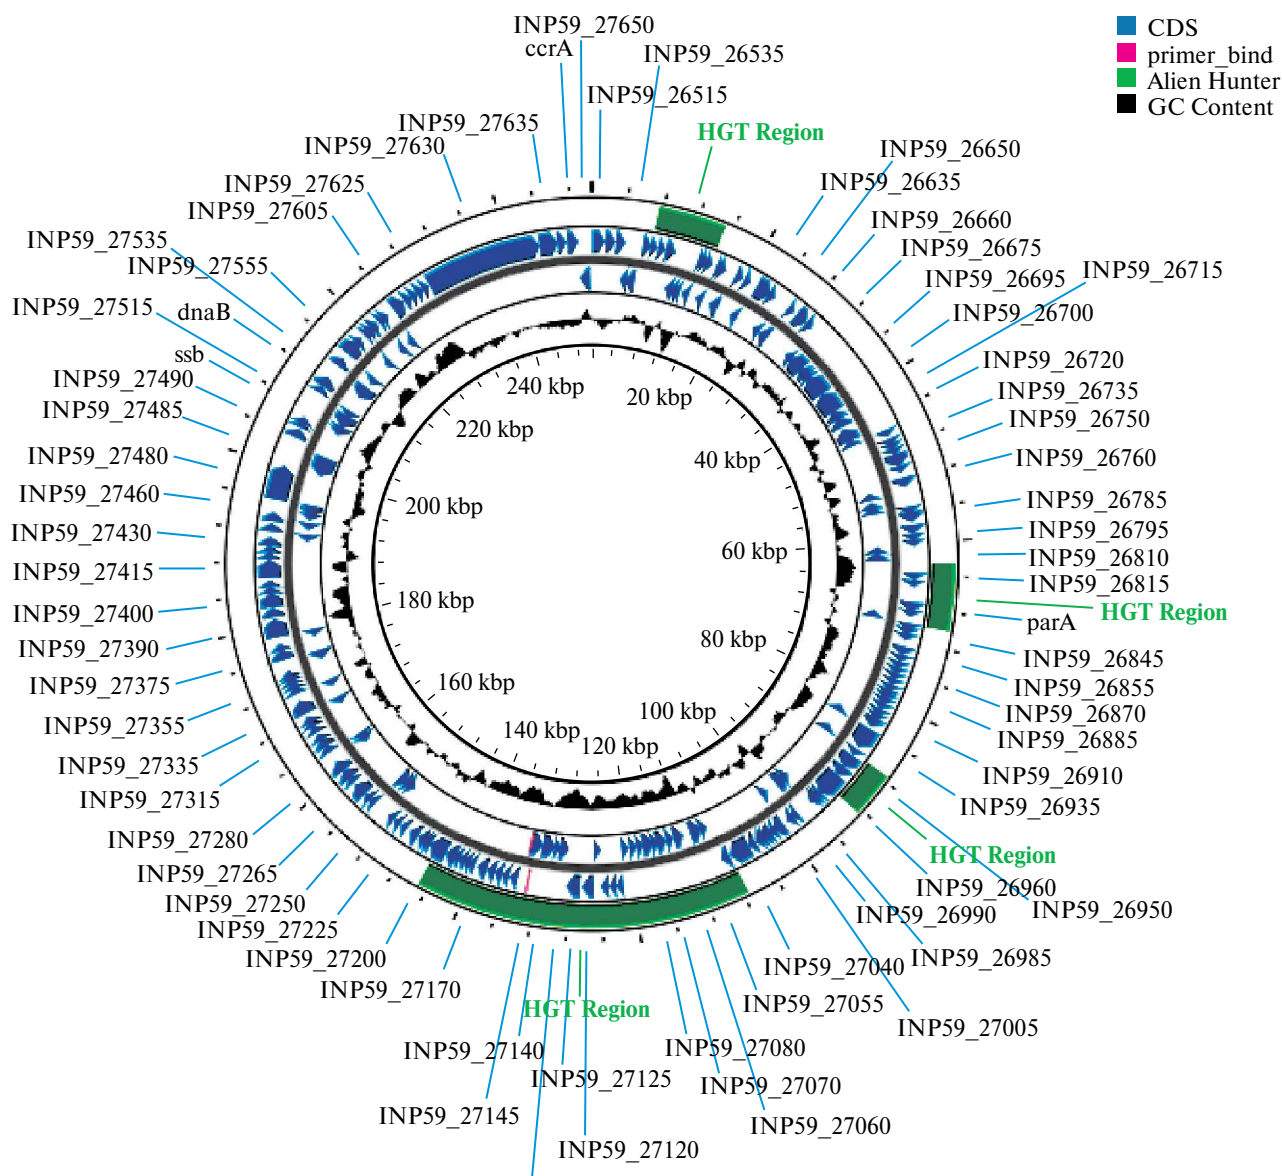 INP59_27650
ccrA
INP59_26535
INP59_26515
HGT Region
CDS
primer_bind
Alien Hunter
GC Content
INP59_27635
INP59_27630
INP59_27625
INP59_27605
INP59_27535
INP59_27555
INP59_27515
dnaB
ssb
INP59_27490
INP59_27485
INP59_27480
INP59_27460
INP59_27430
INP59_27415
INP59_27400
INP59_27390
INP59_27375
INP59_27355
INP59_27335
INP59_27315
INP59_27280
INP59_27265
INP59_27250
INP59_27225
INP59_27200
INP59_27170
INP59_26650
INP59_26635
INP59_26660
INP59_26675
INP59_26695
INP59_26715
INP59_26700
INP59_26720
INP59_26735
INP59_26750
INP59_26760
INP59_26785
INP59_26795
INP59_26810
INP59_26815
HGT Region
parA
INP59_26845
INP59_26855
INP59_26870
INP59_26885
INP59_26910
INP59_26935
HGT Region
INP59_26960
INP59_26950
INP59_26990
INP59_26985
INP59_27040
INP59_27055
INP59_27005
HGT Region
INP59_27140
INP59_27080
INP59_27125
INP59_27070
INP59_27145
INP59_27060
INP59_27120
240 kbp
20 kbp
220 kbp
40 kbp
200 kbp
60 kbp
180 kbp
80 kbp
160 kbp
100 kbp
140 kbp
120 kbp